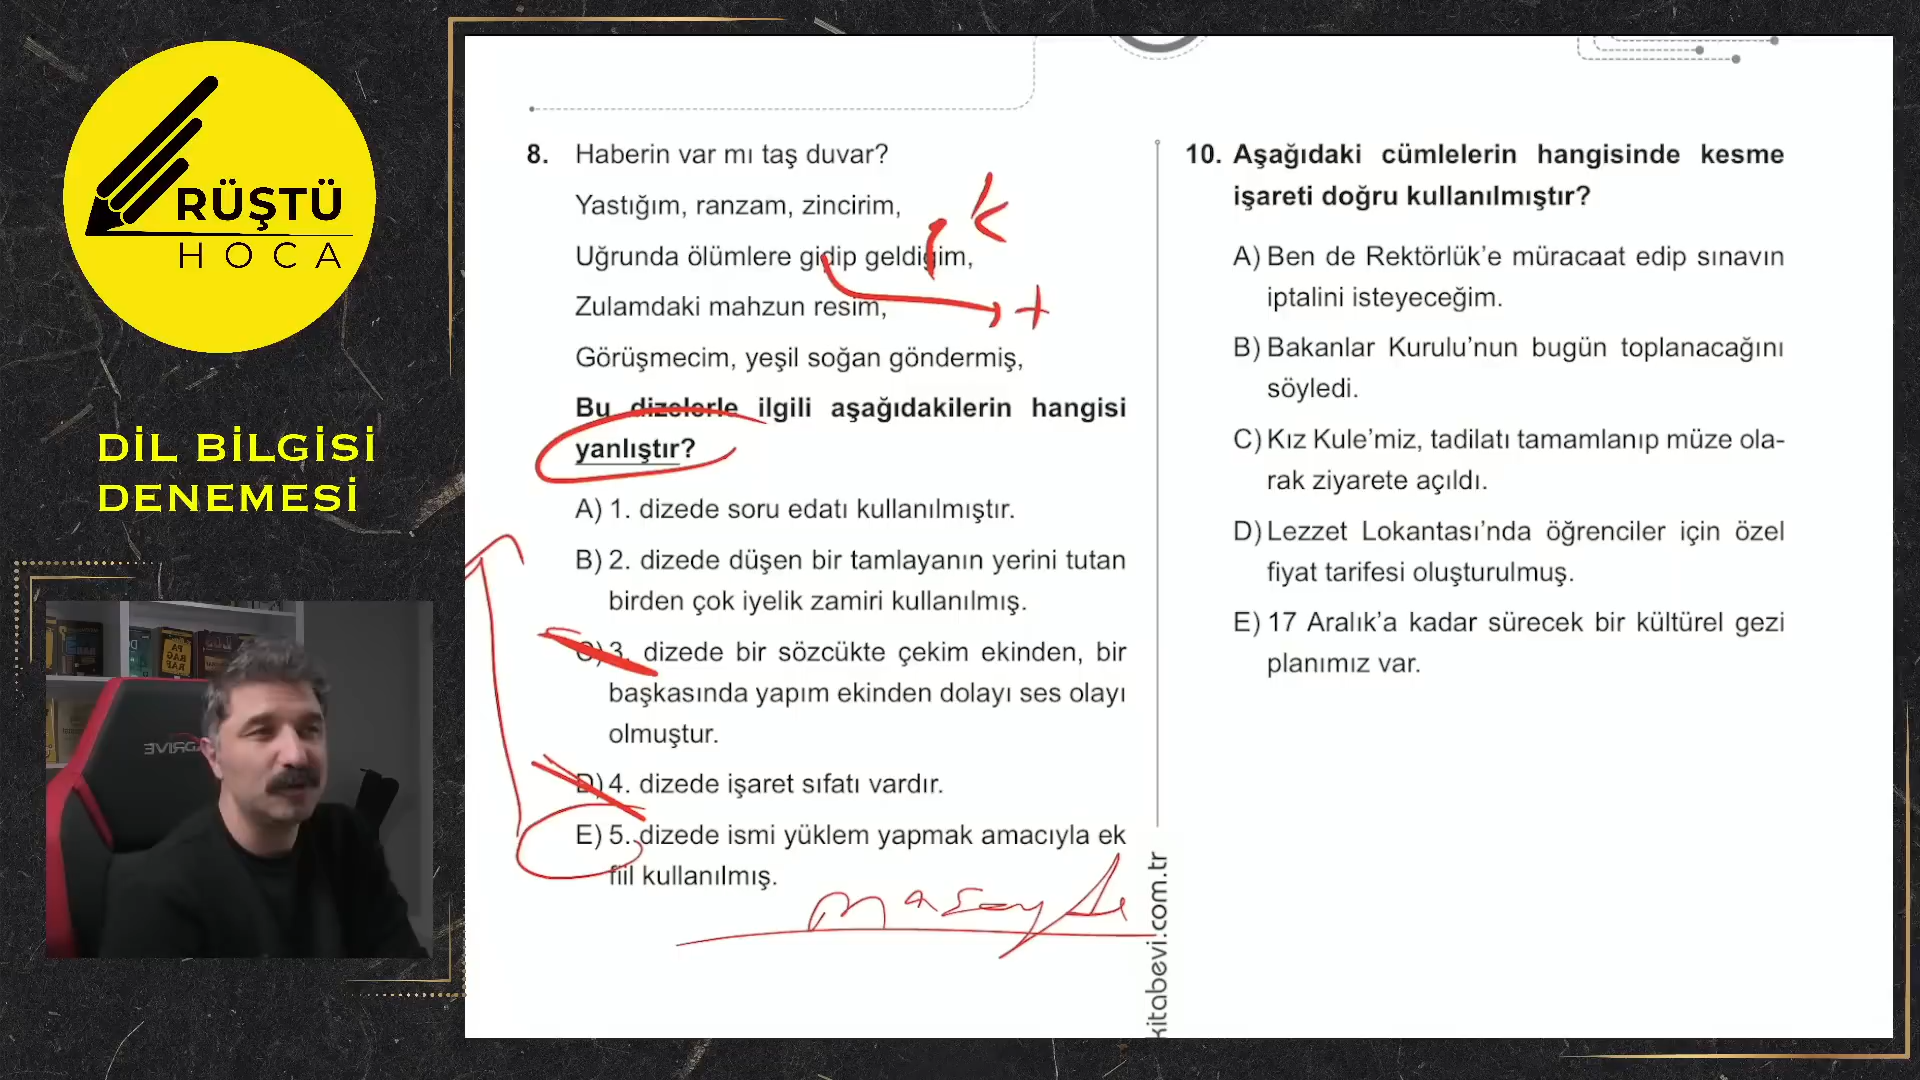 RÜŞTÜ
HOCA
DİL BİLGİSİ
DENEMESİ
8. Haberin var mı taş duvar?
Yastığım, ranzam, zincirim,
Uğrunda ölümlere gidip geldiğim,
Zulamdaki mahzun resim,
Görüşmecim, yeşil soğan göndermiş,
Bu dizelerle ilgili aşağıdakilerin hangisi
yanlıştır?
A) 1. dizede soru edatı kullanılmıştır.
B) 2. dizede düşen bir tamlayanın yerini tutan
birden çok iyelik zamiri kullanılmış.
C) 3. dizede bir sözcükte çekim ekinden, bir
başkasında yapım ekinden dolayı ses olayı
olmuştur.
D) 4. dizede işaret sıfatı vardır.
E) 5. dizede ismi yüklem yapmak amacıyla ek
fiil kullanılmış.
k
+
kitabevi.com.tr
10. Aşağıdaki cümlelerin hangisinde kesme
işareti doğru kullanılmıştır?
A) Ben de Rektörlük’e müracaat edip sınavın
iptalini isteyeceğim.
B) Bakanlar Kurulu’nun bugün toplanacağını
söyledi.
C) Kız Kule’miz, tadilatı tamamlanıp müze ola-
rak ziyarete açıldı.
D) Lezzet Lokantası’nda öğrenciler için özel
fiyat tarifesi oluşturulmuş.
E) 17 Aralık’a kadar sürecek bir kültürel gezi
planımız var.